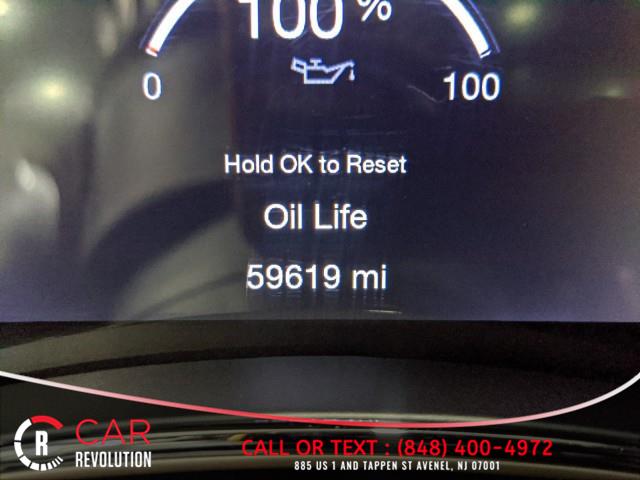 100%
0 100
Hold OK to Reset
Oil Life
59619 mi
R CAR
REVOLUTION
CALL OR TEXT : (848) 400-4972
885 US 1 AND TAPPEN ST AVENEL, NJ 07001